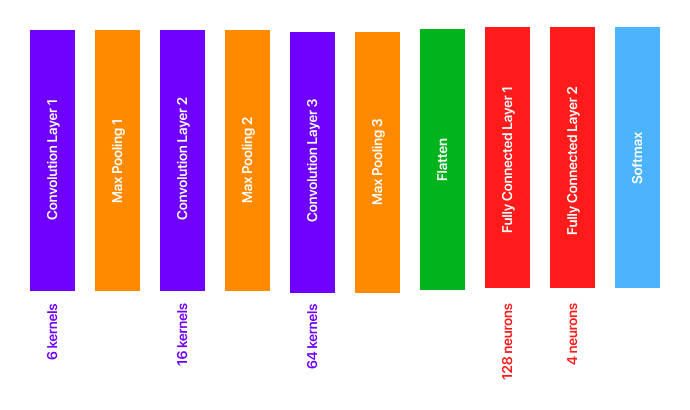 Convolution Layer 1
Max Pooling 1
Convolution Layer 2
Max Pooling 2
Convolution Layer 3
Max Pooling 3
Flatten
Fully Connected Layer 1
Fully Connected Layer 2
Softmax
6 kernels
16 kernels
64 kernels
128 neurons
4 neurons